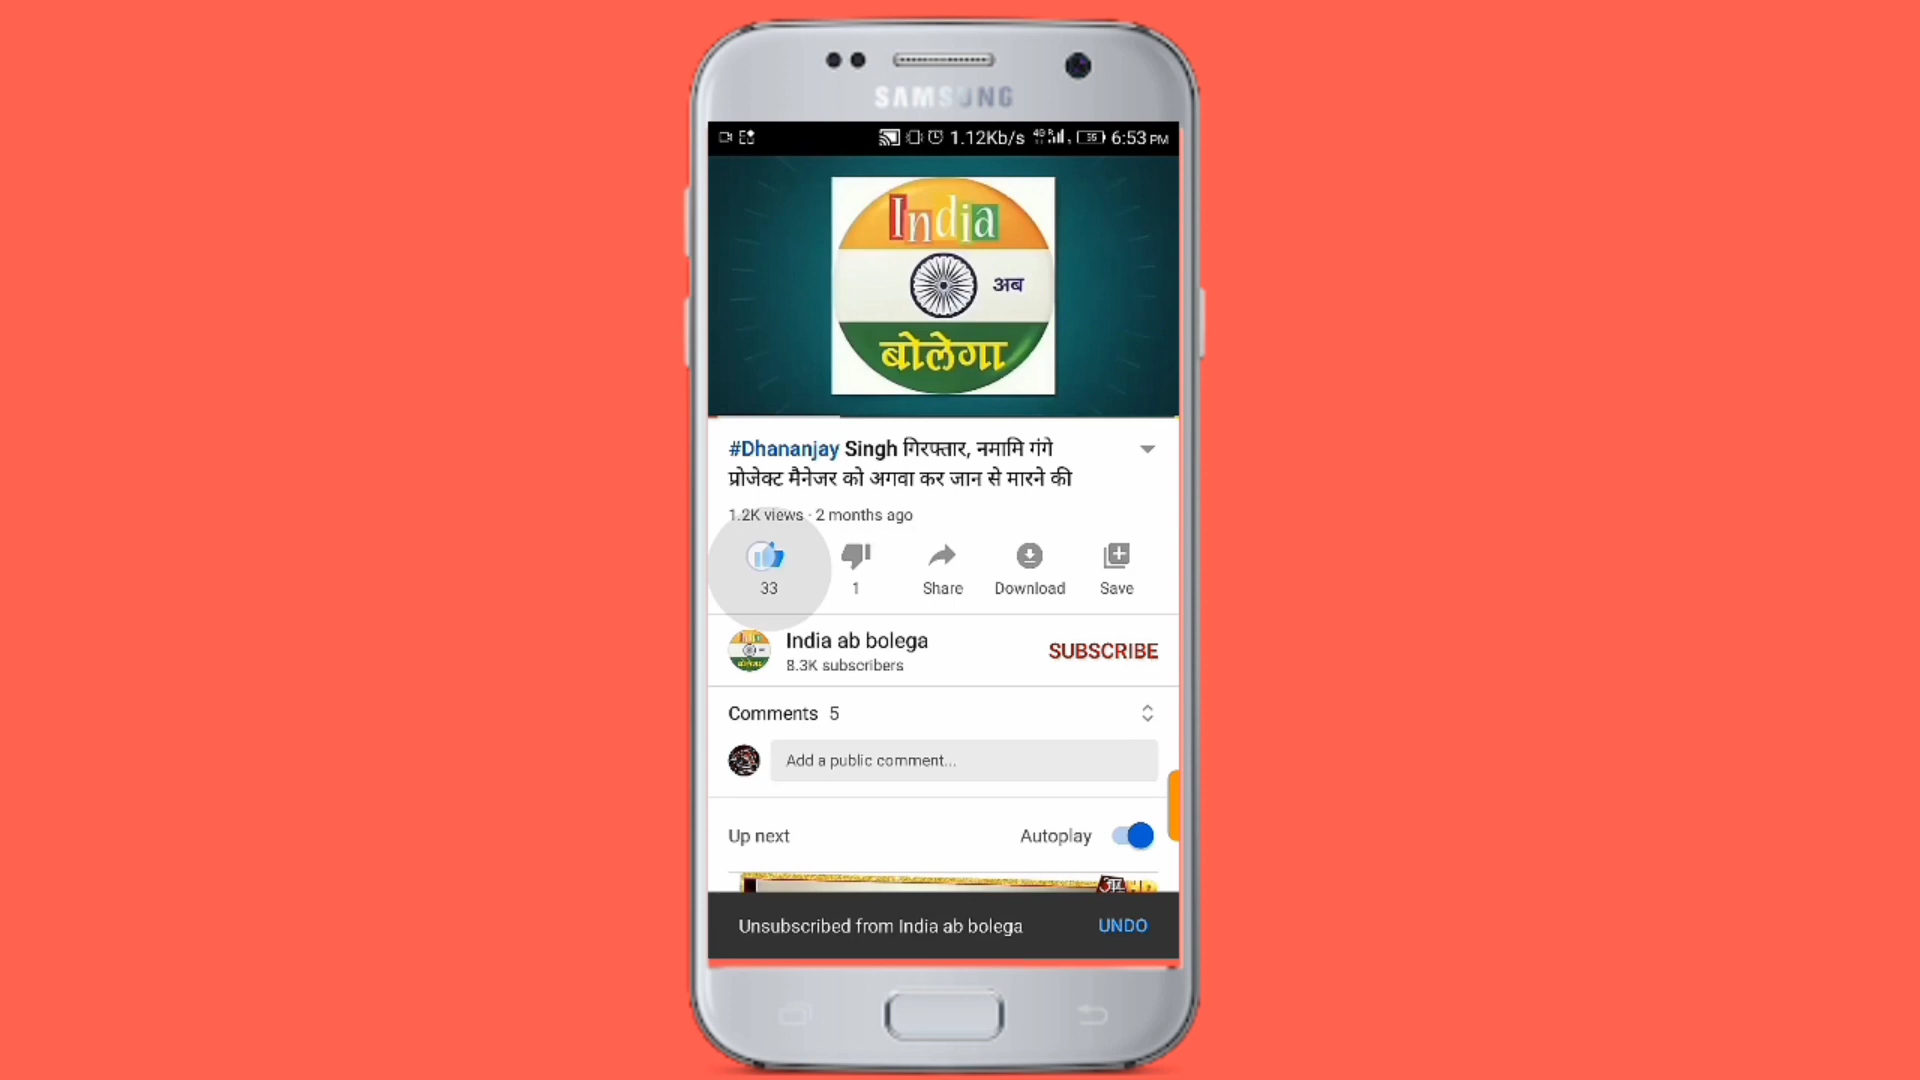 SAMSUNG
1.12Kb/s 4G R 55 6:53 PM
India
अब
बोलेगा
#Dhananjay Singh गिरफ्तार, नमामि गंगे
प्रोजेक्ट मैनेजर को अगवा कर जान से मारने की
1.2K views · 2 months ago
33 1 Share Download Save
India ab bolega
8.3K subscribers
SUBSCRIBE
Comments 5
Add a public comment...
Up next Autoplay
Unsubscribed from India ab bolega UNDO